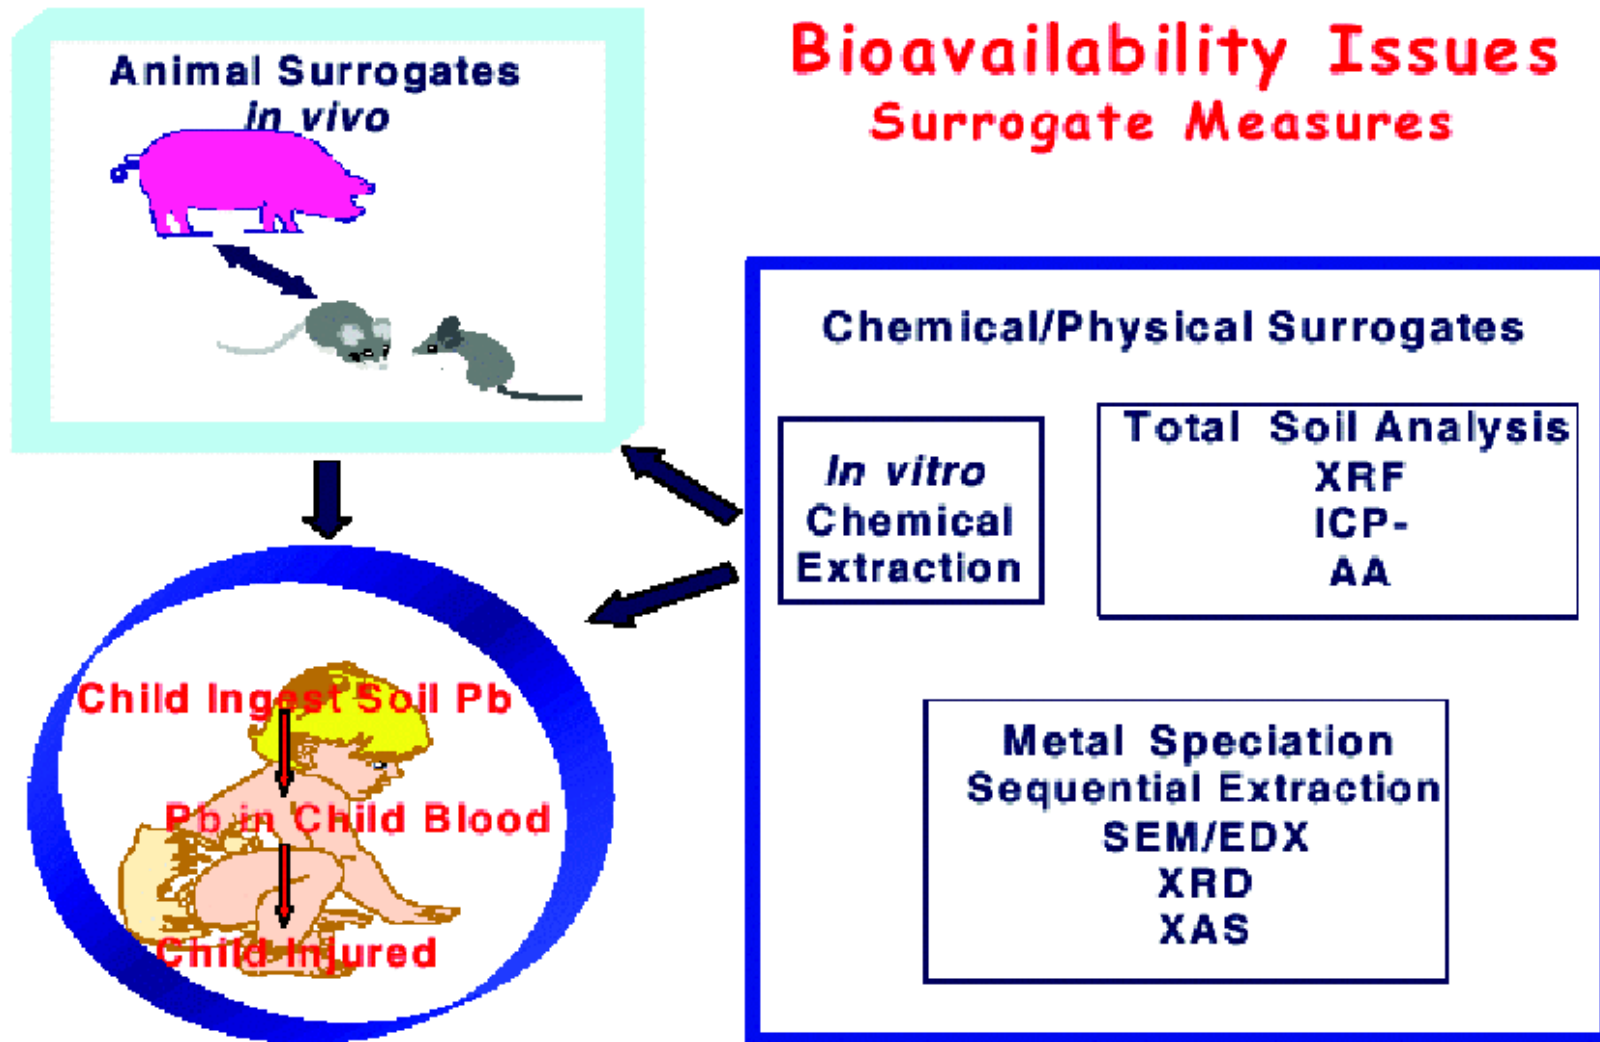 Bioavailability Issues
Surrogate Measures
Animal Surrogates
in vivo
Chemical/Physical Surrogates
In vitro
Chemical
Extraction
Total Soil Analysis
XRF
ICP-
AA
Metal Speciation
Sequential Extraction
SEM/EDX
XRD
XAS
Child Ingest Soil Pb
Pb in Child Blood
Child Injured